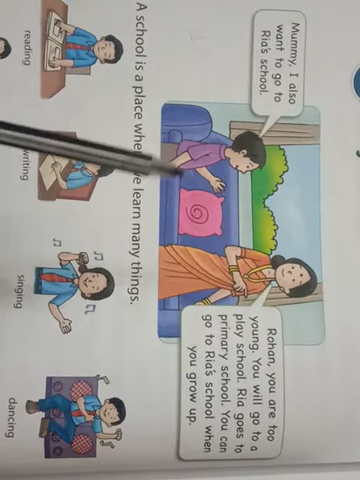 Mummy, I also
want to go to
Ria's school.
Rohan, you are too
young. You will go to a
play school. Ria goes to
primary school. You can
go to Ria's school when
you grow up.
A school is a place where we learn many things.
reading
writing
singing
dancing